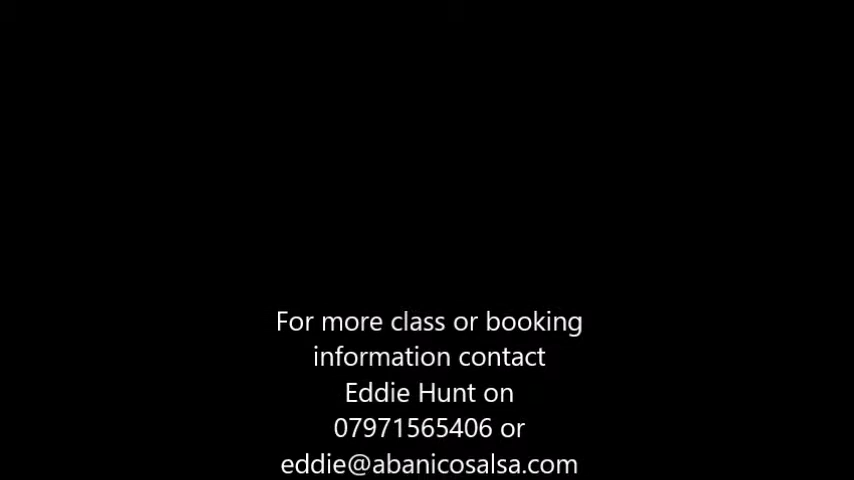 For more class or booking
information contact
Eddie Hunt on
07971565406 or
eddie@abanicosalsa.com